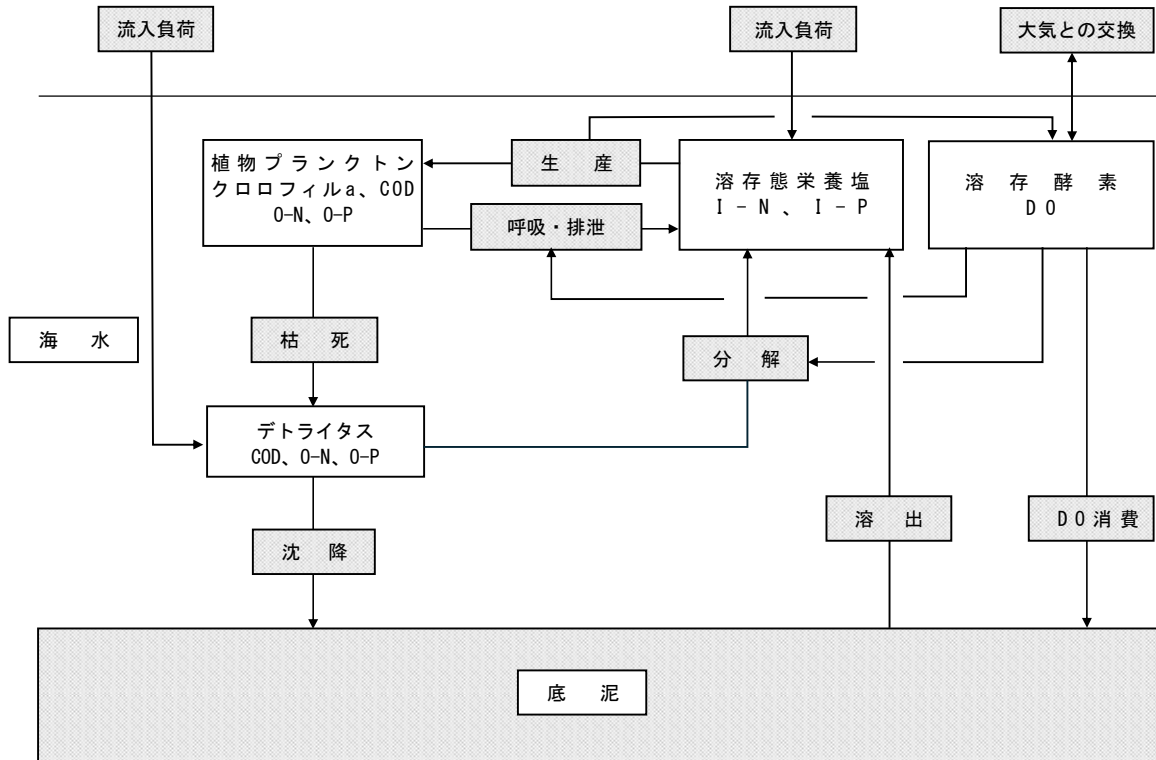 流入負荷
流入負荷
大気との交換
植物プランクトン
クロロフィルa、COD
O-N、O-P
生 産
呼吸・排泄
溶存態栄養塩
I-N、I-P
溶存酵素
DO
海 水
枯 死
分 解
デトライタス
COD、O-N、O-P
沈 降
溶 出
DO消費
底 泥